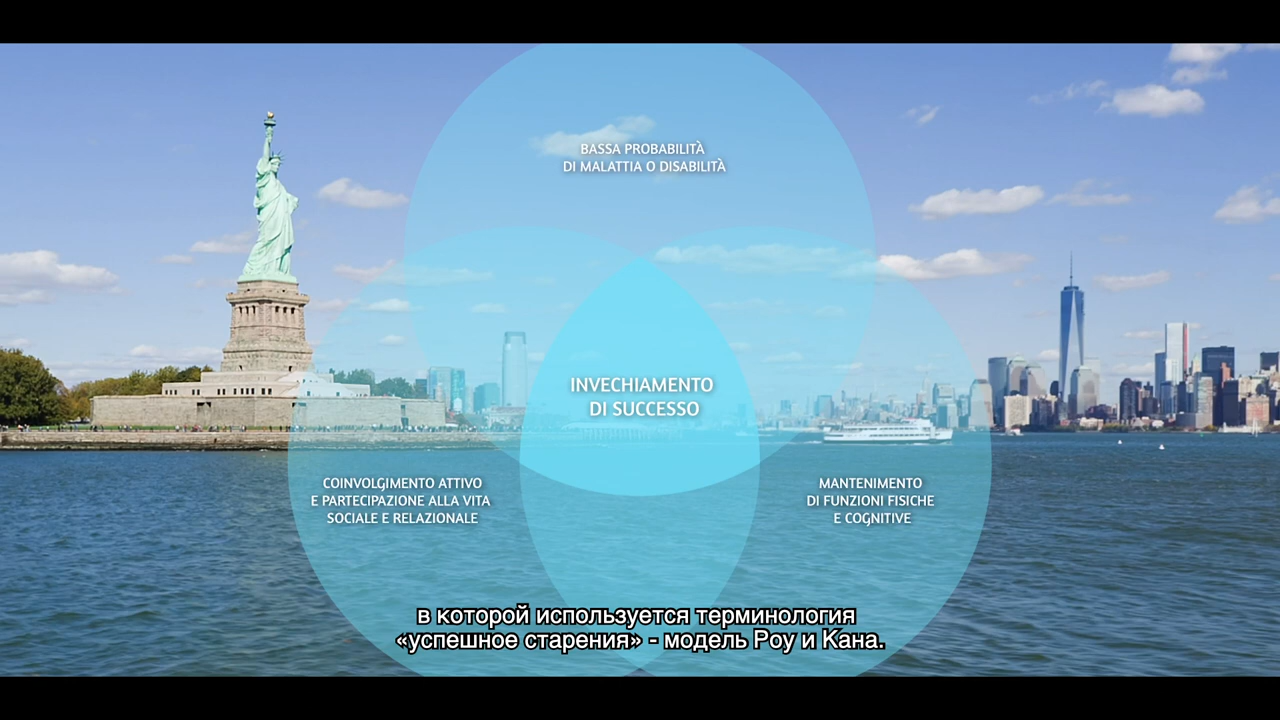 BASSA PROBABILITÀ
DI MALATTIA O DISABILITÀ
INVECHIAMENTO
DI SUCCESSO
COINVOLGIMENTO ATTIVO
E PARTECIPAZIONE ALLA VITA
SOCIALE E RELAZIONALE
MANTENIMENTO
DI FUNZIONI FISICHE
E COGNITIVE
в которой используется терминология
«успешное старения» - модель Роу и Кана.